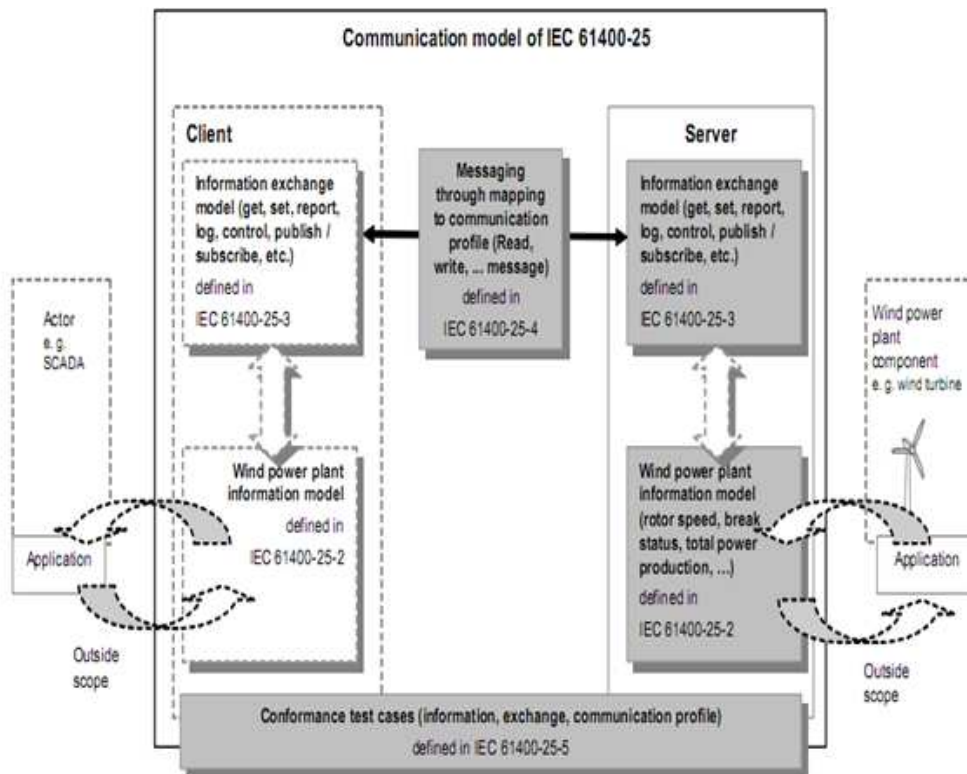 Communication model of IEC 61400-25
Client
Information exchange
model (get, set, report,
log, control, publish /
subscribe, etc.)
defined in
IEC 61400-25-3
Messaging
through mapping
to communication
profile (Read,
write, ... message)
defined in
IEC 61400-25-4
Server
Information exchange
model (get, set, report,
log, control, publish /
subscribe, etc.)
defined in
IEC 61400-25-3
Actor
e. g.
SCADA
Application
Outside
scope
Wind power plant
information model
defined in
IEC 61400-25-2
Wind power plant
information model
(rotor speed, break
status, total power
production, ...)
defined in
IEC 61400-25-2
Wind power
plant
component
e. g. wind turbine
Application
Outside
scope
Conformance test cases (information, exchange, communication profile)
defined in IEC 61400-25-5